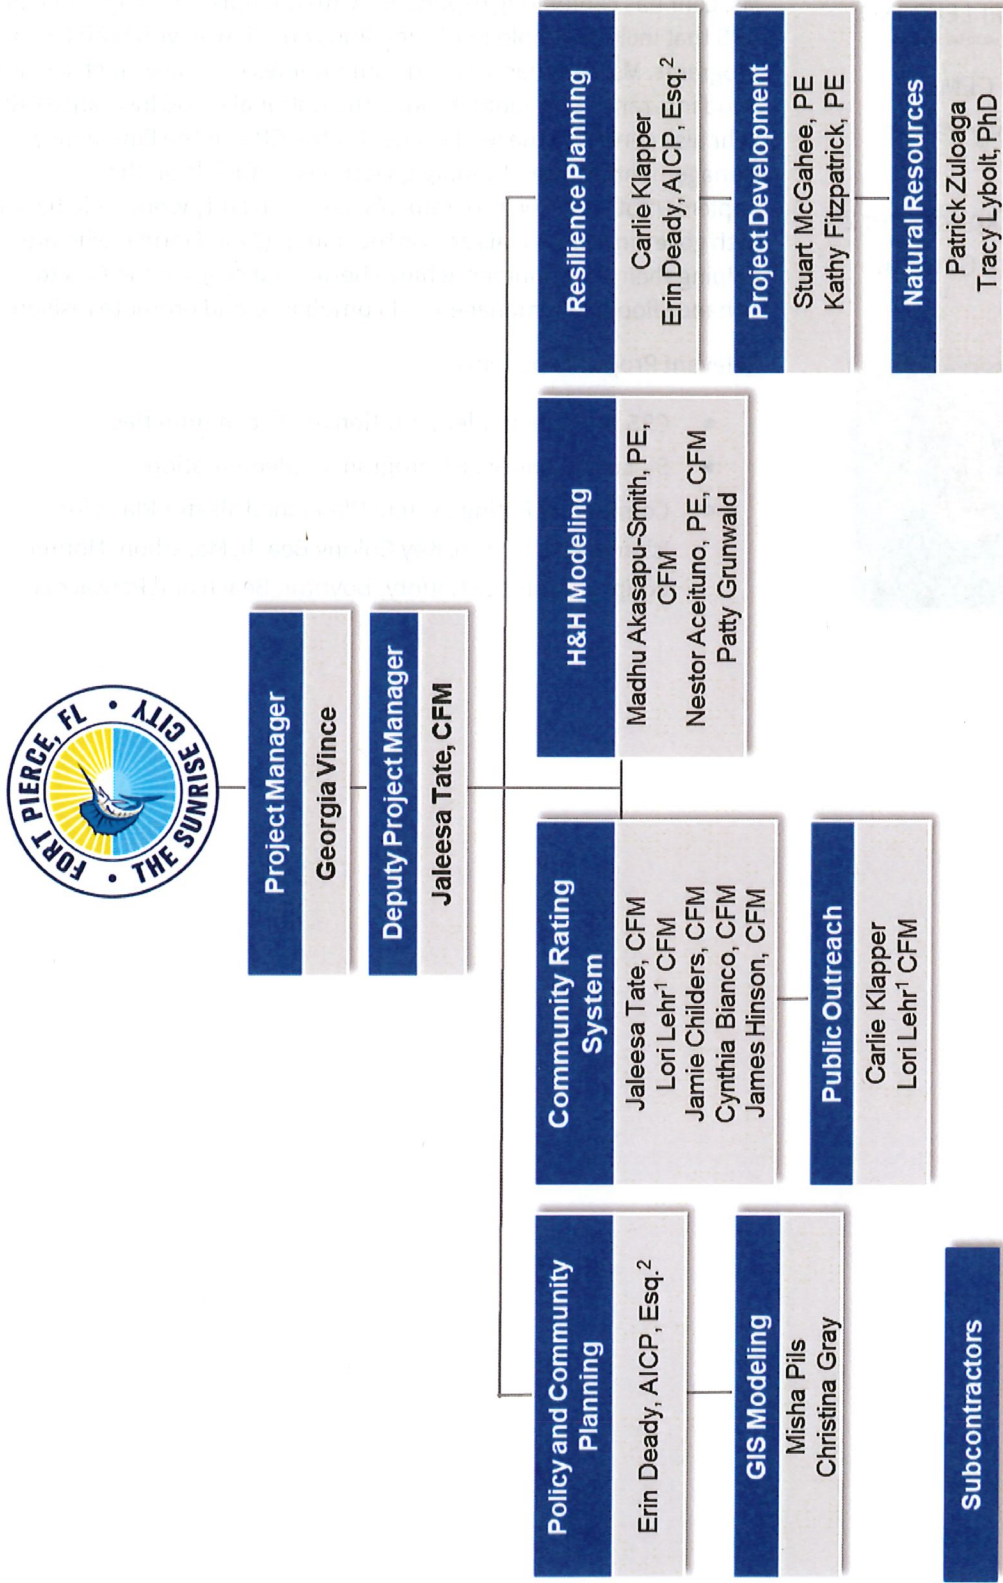 FORT PIERCE, FL
THE SUNRISE CITY
Project Manager
Georgia Vince
Deputy Project Manager
Jaleesa Tate, CFM
Policy and Community
Planning
Erin Deady, AICP, Esq.²
GIS Modeling
Misha Pils
Christina Gray
Community Rating
System
Jaleesa Tate, CFM
Lori Lehr¹ CFM
Jamie Childers, CFM
Cynthia Bianco, CFM
James Hinson, CFM
Public Outreach
Carlie Klapper
Lori Lehr¹ CFM
H&H Modeling
Madhu Akasapu-Smith, PE,
CFM
Nestor Aceituno, PE, CFM
Patty Grunwald
Resilience Planning
Carlie Klapper
Erin Deady, AICP, Esq.²
Project Development
Stuart McGahee, PE
Kathy Fitzpatrick, PE
Natural Resources
Patrick Zuloaga
Tracy Lybolt, PhD
Subcontractors